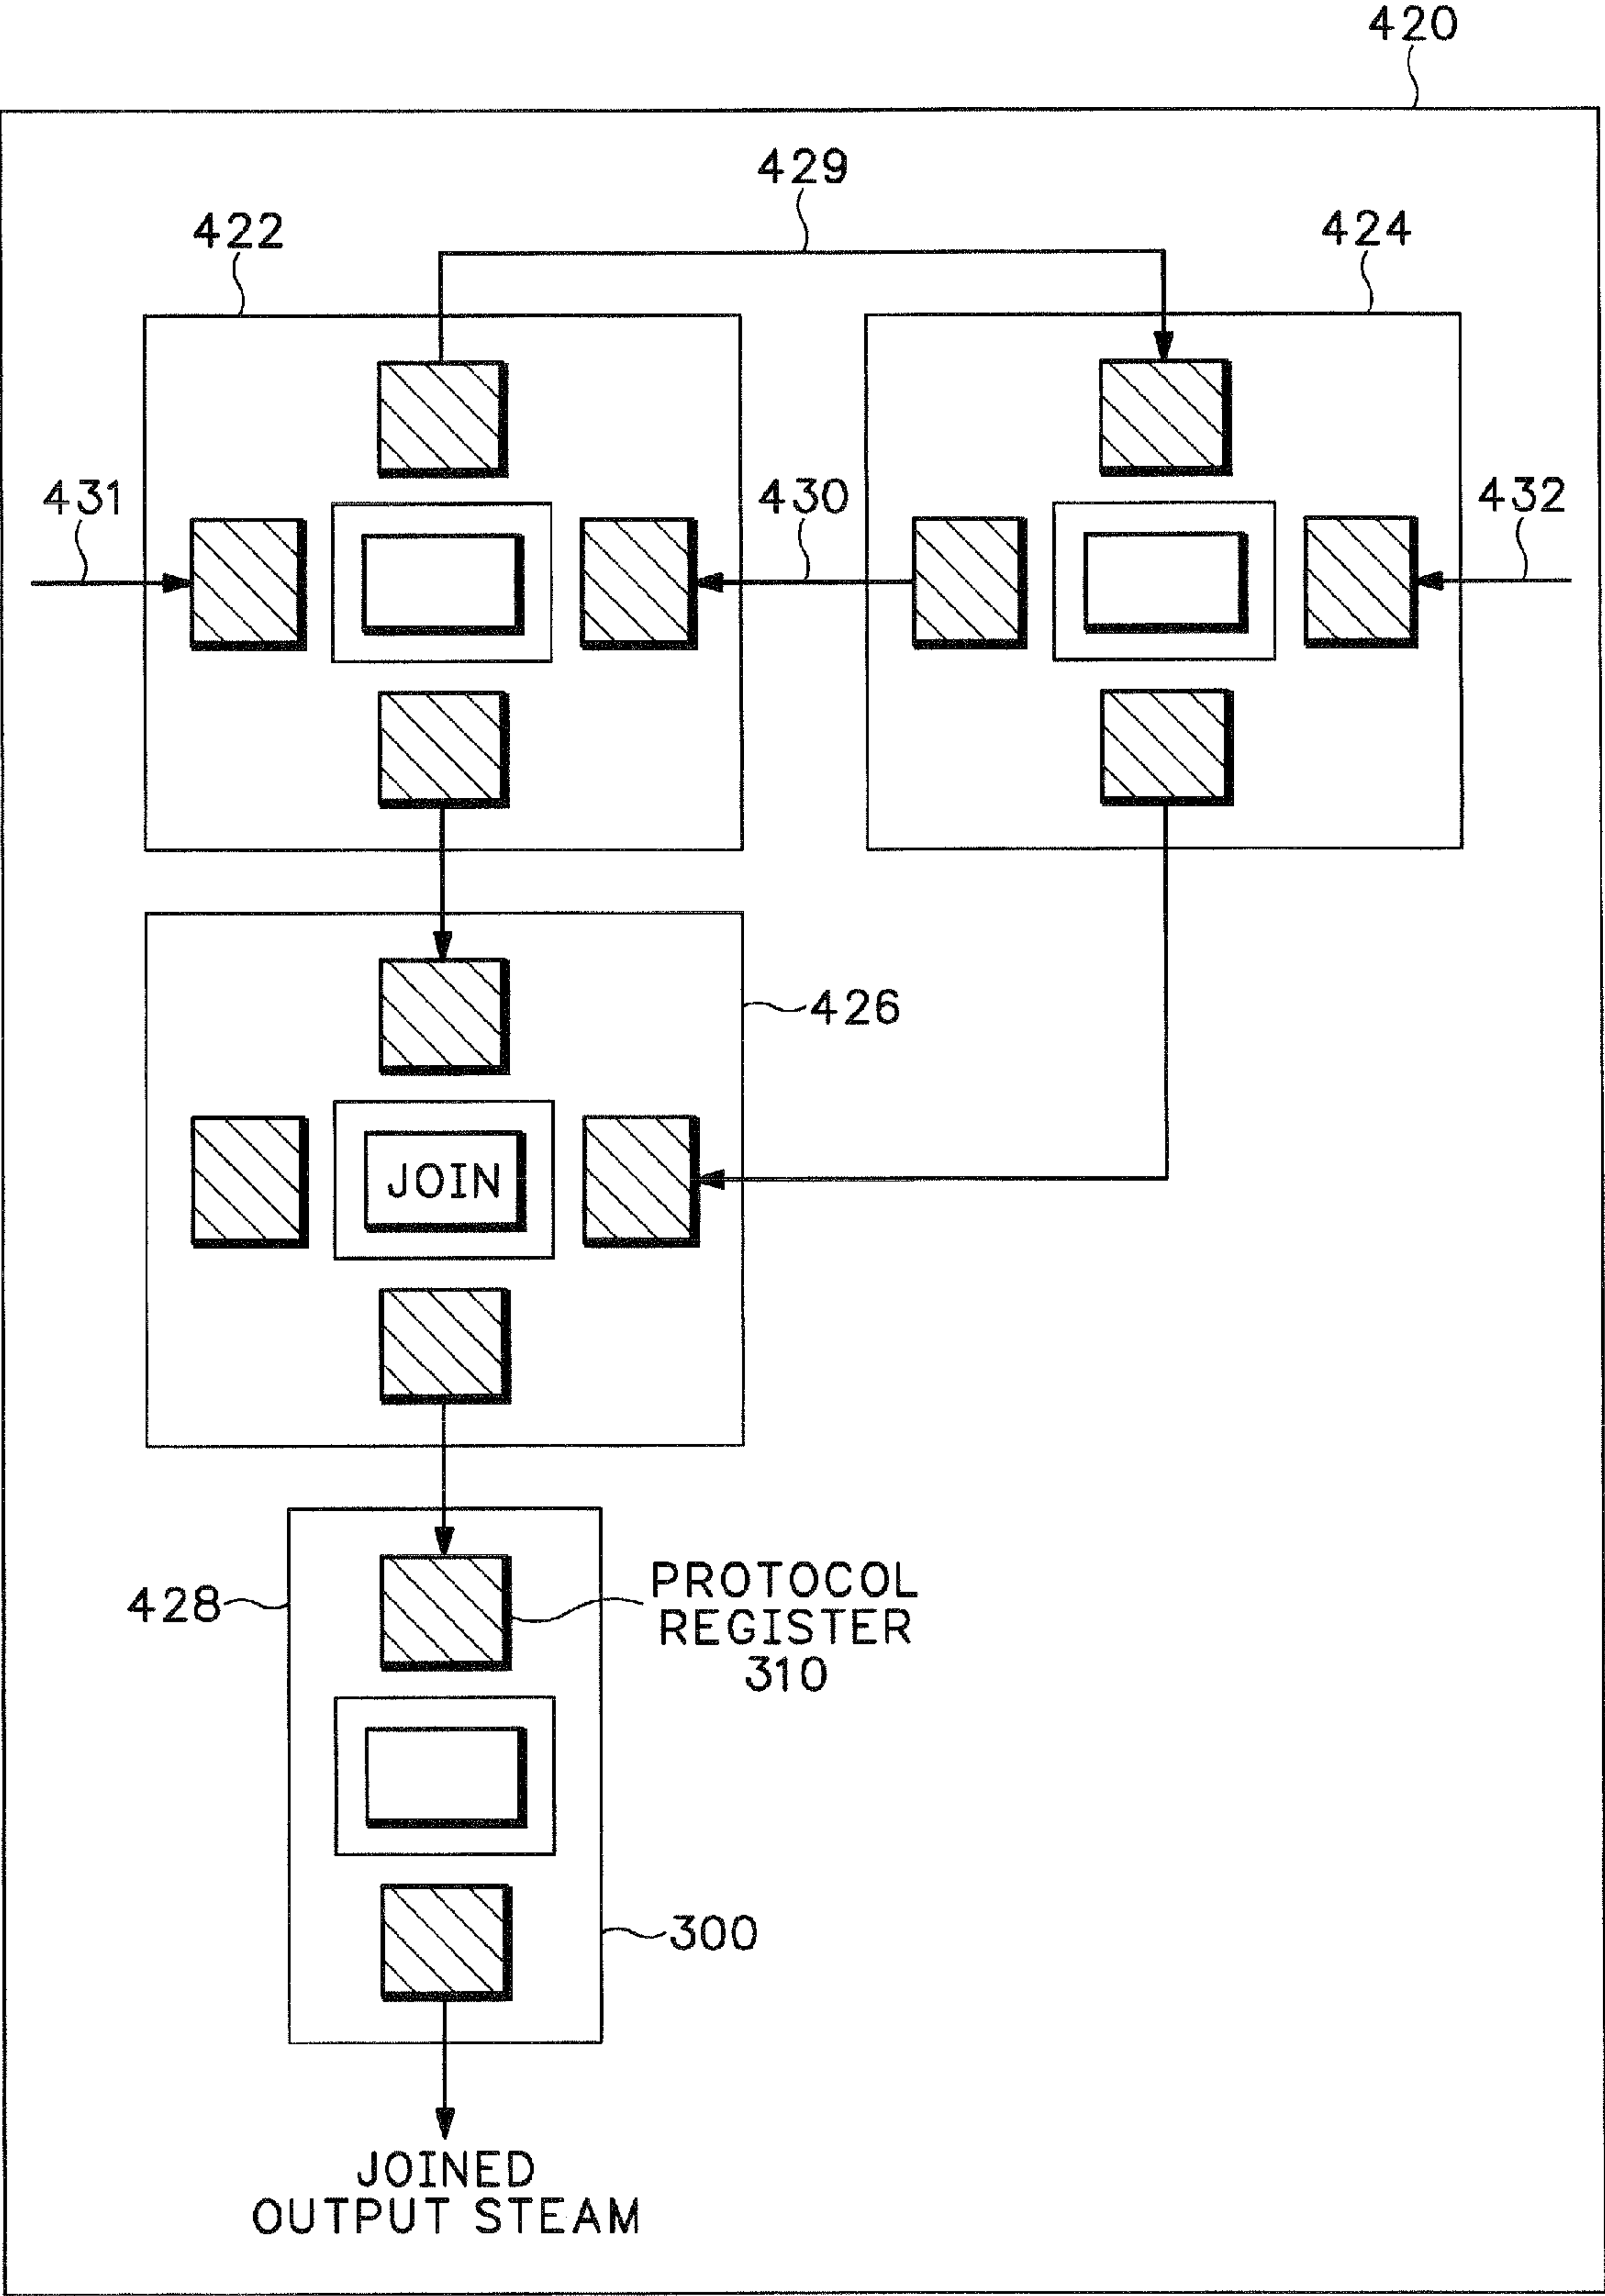 420
429
422
424
431
430
432
426
JOIN
428
PROTOCOL
REGISTER
310
300
JOINED
OUTPUT STEAM